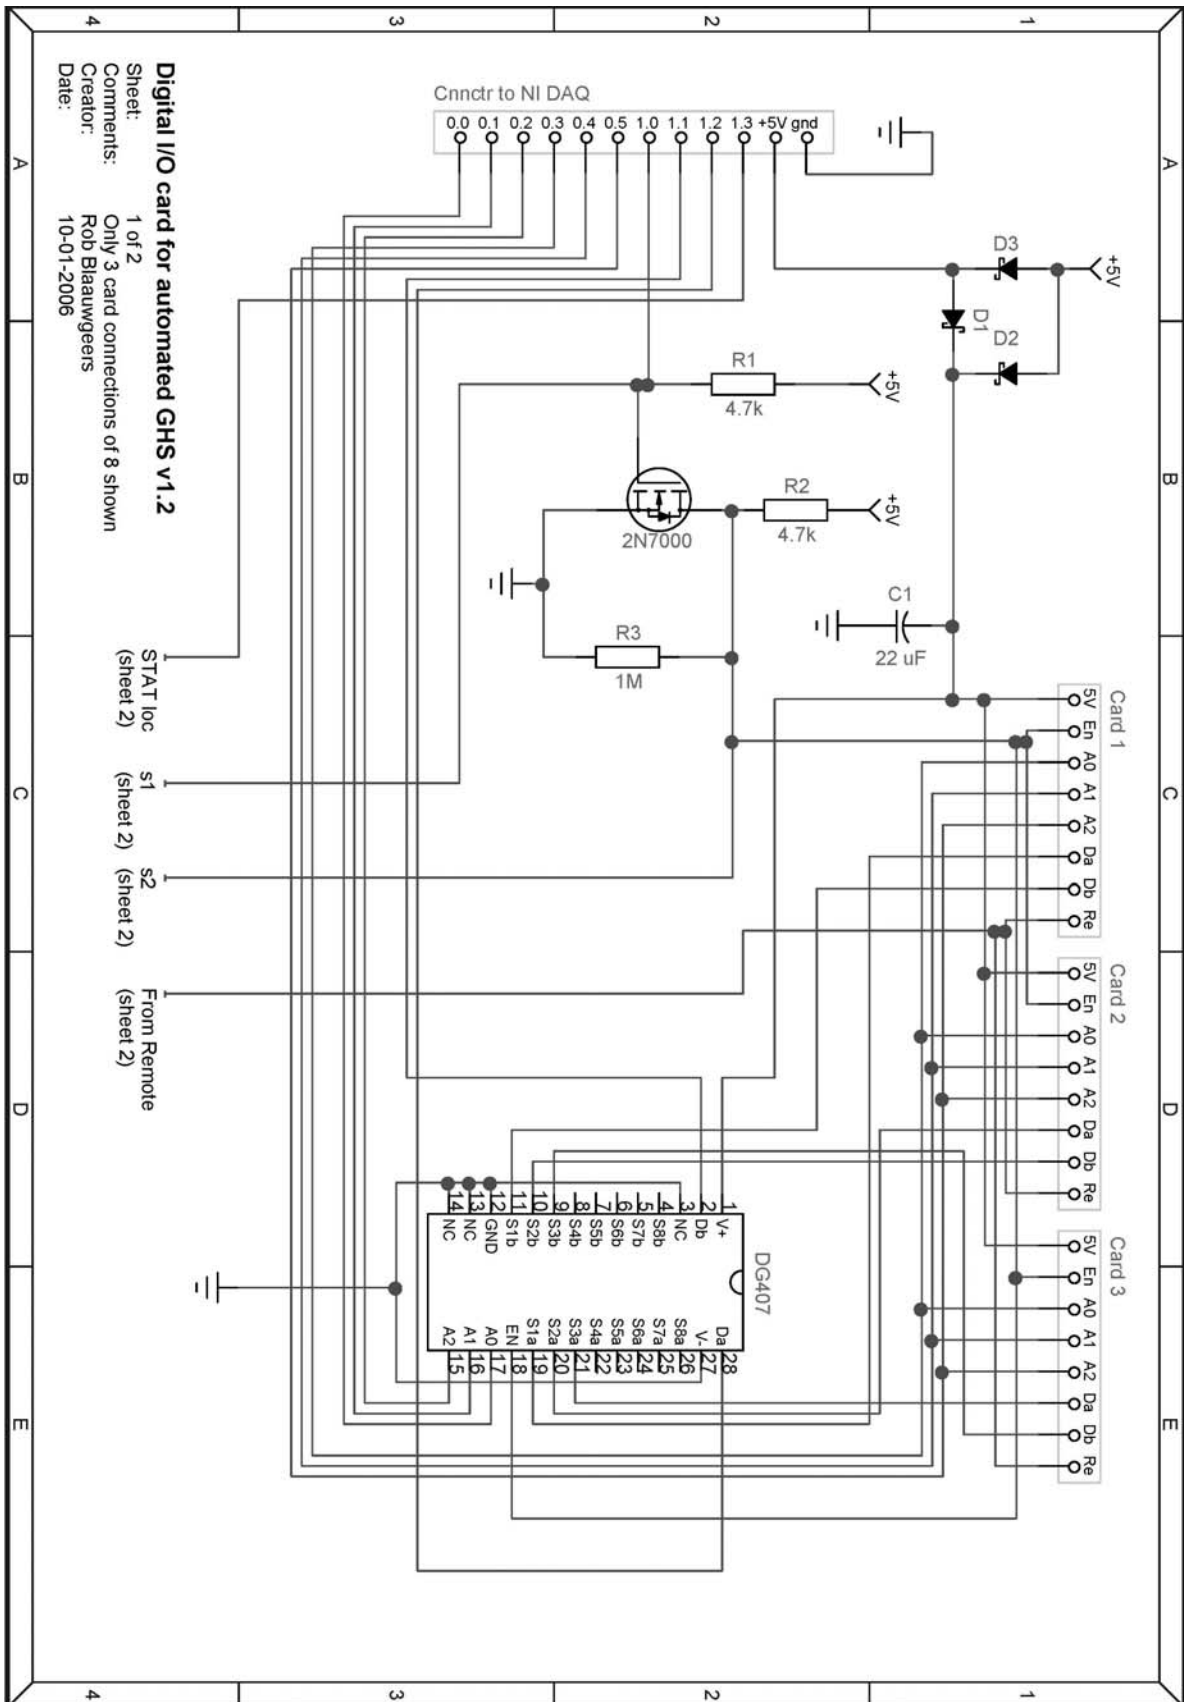 4
3
2
1
A
B
C
D
E
Digital I/O card for automated GHS v1.2
Sheet: 1 of 2
Comments: Only 3 card connections of 8 shown
Creator: Rob Blaauwgeers
Date: 10-01-2006
Cnnctr to NI DAQ
0.0 0.1 0.2 0.3 0.4 0.5 1.0 1.1 1.2 1.3 +5V gnd
D3
+5V
D1
D2
R1
4.7k
+5V
R2
4.7k
+5V
2N7000
C1
22 uF
R3
1M
STAT loc
(sheet 2)
s1
(sheet 2)
s2
(sheet 2)
From Remote
(sheet 2)
Card 1
5V En A0 A1 A2 Da Db Re
Card 2
5V En A0 A1 A2 Da Db Re
Card 3
5V En A0 A1 A2 Da Db Re
DG407
14 13 12 11 10 9 8 7 6 5 4 3 2 1
NC NC GND S1b S2b S3b S4b S5b S6b S7b S8b NC Db V+
A2 A1 A0 EN S1a S2a S3a S4a S5a S6a S7a S8a V- Da
15 16 17 18 19 20 21 22 23 24 25 26 27 28
A
B
C
D
E
4
3
2
1